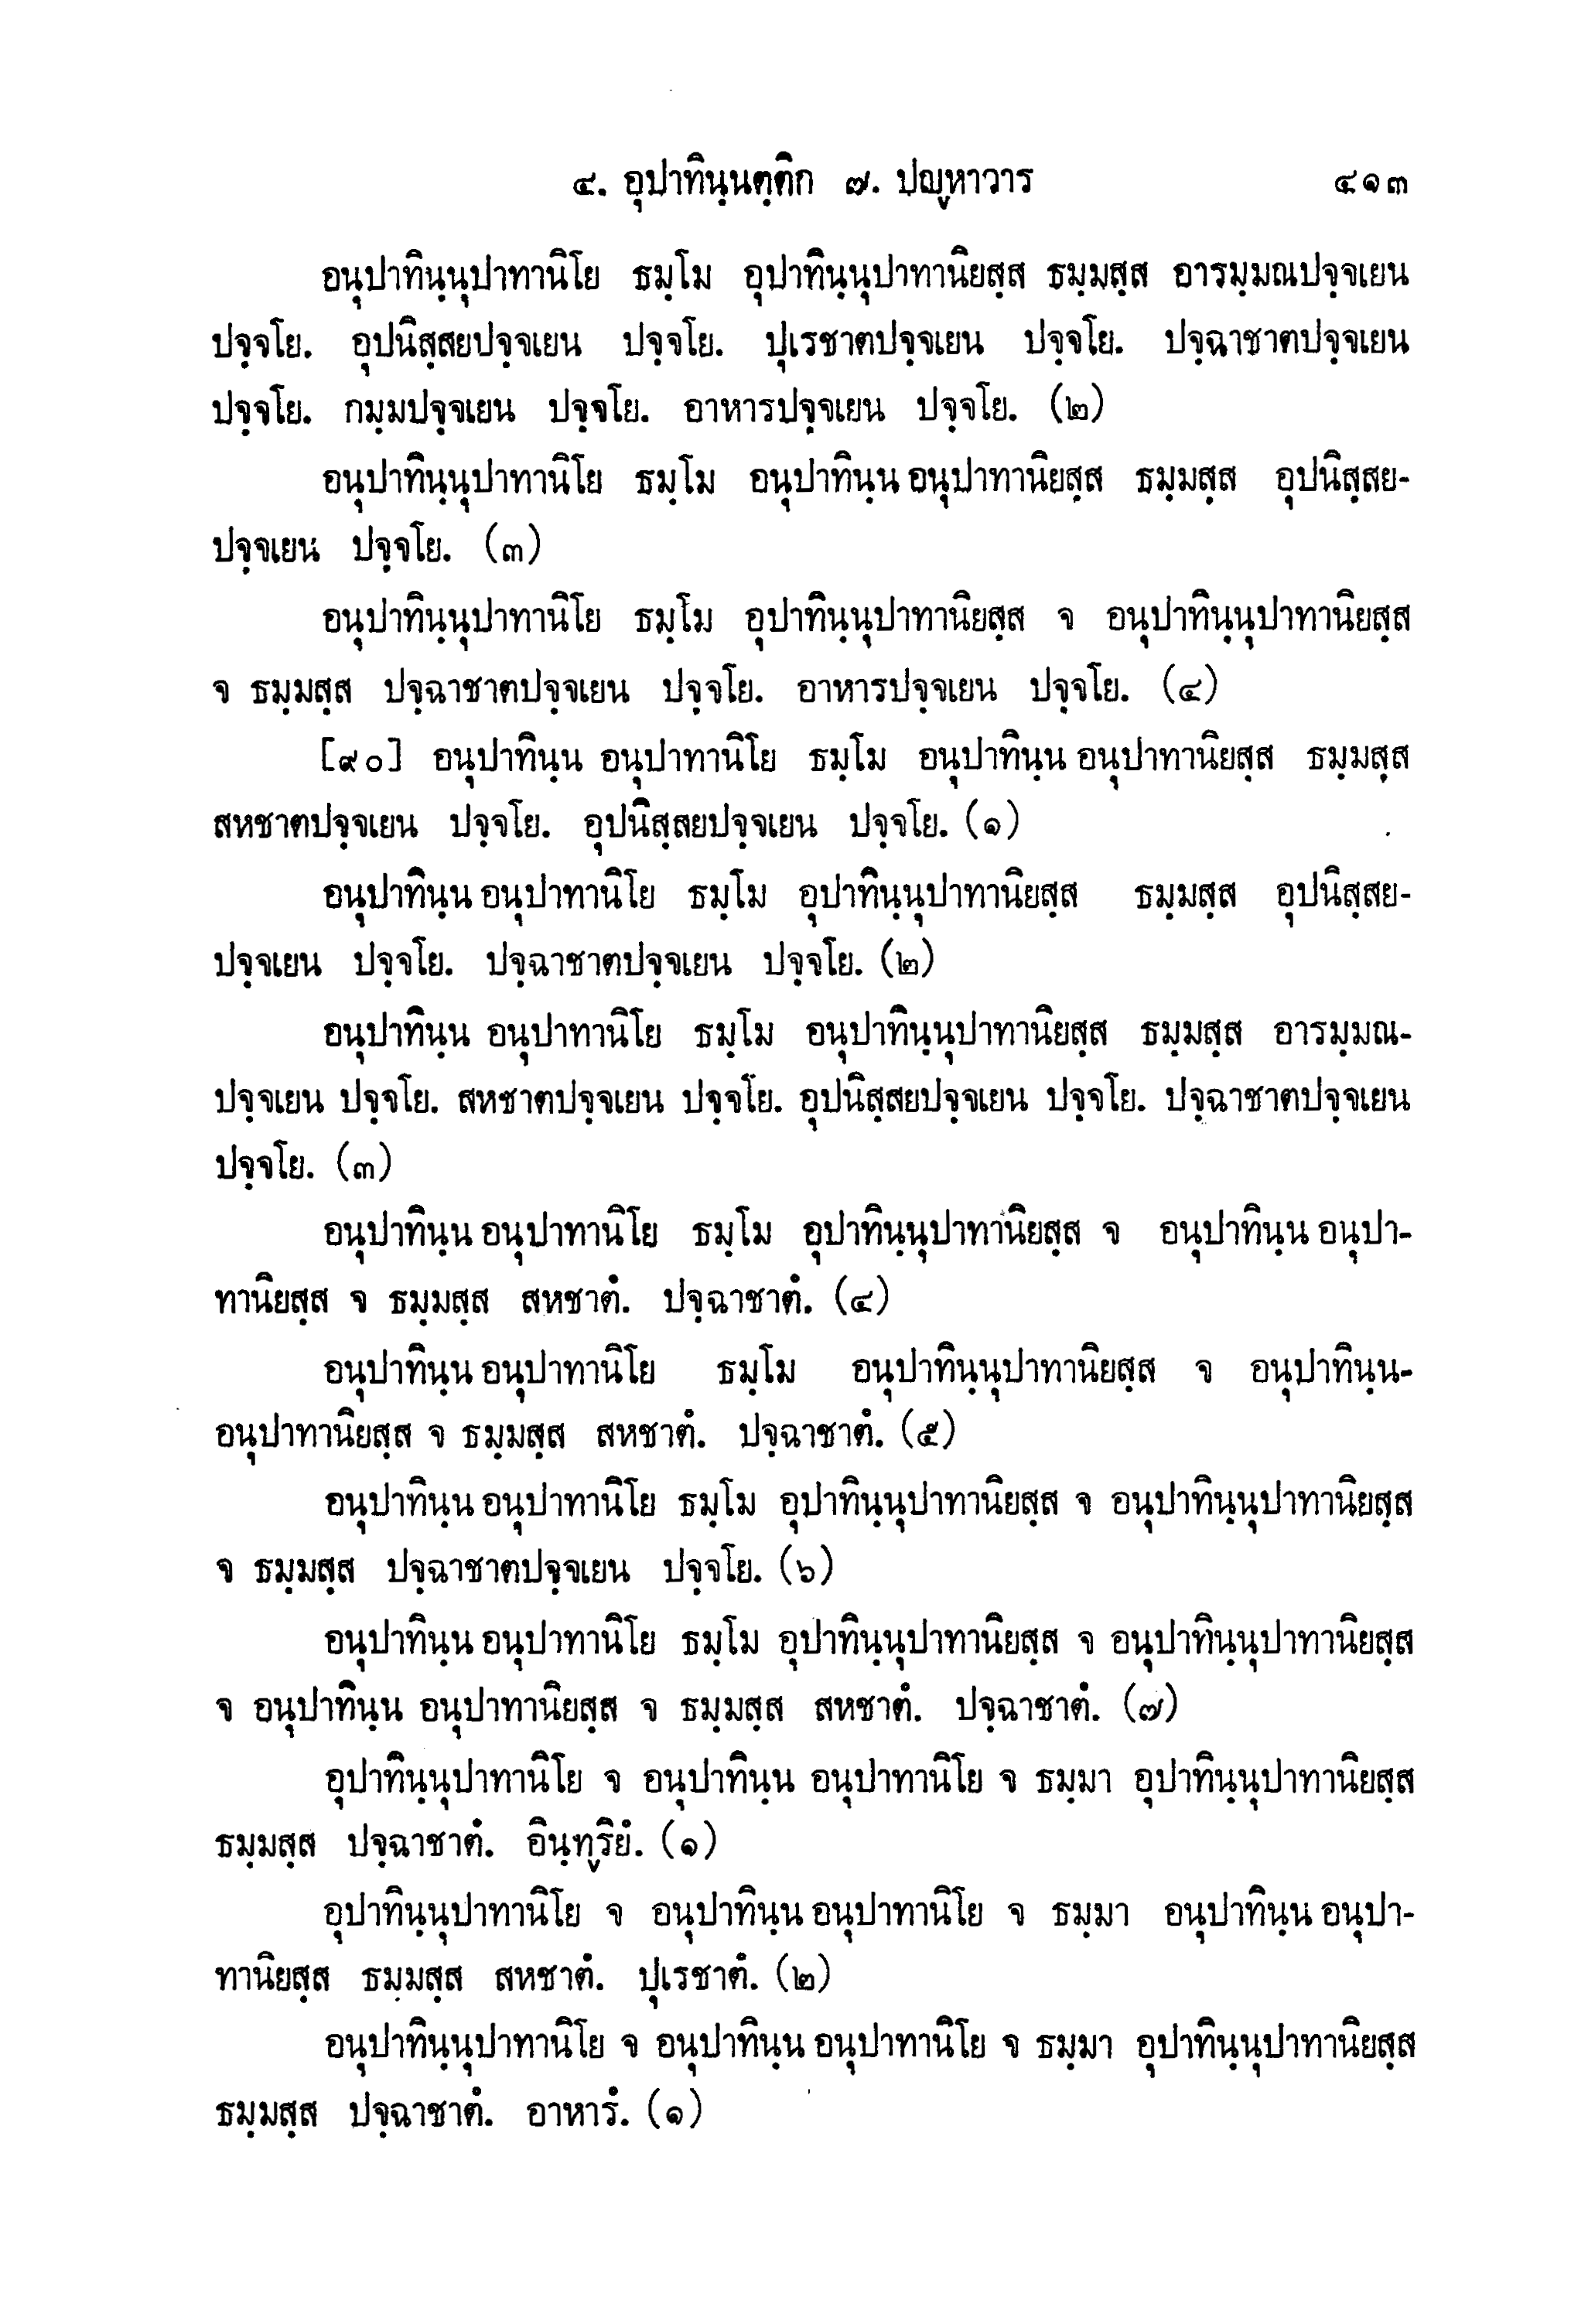 ๔. อุปาทินฺนตฺติก ๗. ปญฺหาวาร ๔๑๓
อนุปาทินฺนุปาทานิโย ธมฺโม อุปาทินฺนุปาทานิยสฺส ธมฺมสฺส อารมฺมณปจฺจเยน
ปจฺจโย. อุปนิสฺสยปจฺจเยน ปจฺจโย. ปุเรชาตปจฺจเยน ปจฺจโย. ปจฺฉาชาตปจฺจเยน
ปจฺจโย. กมฺมปจฺจเยน ปจฺจโย. อาหารปจฺจเยน ปจฺจโย. (๒)
อนุปาทินฺนุปาทานิโย ธมฺโม อนุปาทินฺน อนุปาทานิยสฺส ธมฺมสฺส อุปนิสฺสย-
ปจฺจเยน ปจฺจโย. (๓)
อนุปาทินฺนุปาทานิโย ธมฺโม อุปาทินฺนุปาทานิยสฺส จ อนุปาทินฺนุปาทานิยสฺส
จ ธมฺมสฺส ปจฺฉาชาตปจฺจเยน ปจฺจโย. อาหารปจฺจเยน ปจฺจโย. (๔)
[๙๐] อนุปาทินฺน อนุปาทานิโย ธมฺโม อนุปาทินฺน อนุปาทานิยสฺส ธมฺมสฺส
สหชาตปจฺจเยน ปจฺจโย. อุปนิสฺสยปจฺจเยน ปจฺจโย. (๑)
อนุปาทินฺน อนุปาทานิโย ธมฺโม อุปาทินฺนุปาทานิยสฺส ธมฺมสฺส อุปนิสฺสย-
ปจฺจเยน ปจฺจโย. ปจฺฉาชาตปจฺจเยน ปจฺจโย. (๒)
อนุปาทินฺน อนุปาทานิโย ธมฺโม อนุปาทินฺนุปาทานิยสฺส ธมฺมสฺส อารมฺมณ-
ปจฺจเยน ปจฺจโย. สหชาตปจฺจเยน ปจฺจโย. อุปนิสฺสยปจฺจเยน ปจฺจโย. ปจฺฉาชาตปจฺจเยน
ปจฺจโย. (๓)
อนุปาทินฺน อนุปาทานิโย ธมฺโม อุปาทินฺนุปาทานิยสฺส จ อนุปาทินฺน อนุปา-
ทานิยสฺส จ ธมฺมสฺส สหชาตํ. ปจฺฉาชาตํ. (๔)
อนุปาทินฺน อนุปาทานิโย ธมฺโม อนุปาทินฺนุปาทานิยสฺส จ อนุปาทินฺน-
อนุปาทานิยสฺส จ ธมฺมสฺส สหชาตํ. ปจฺฉาชาตํ. (๕)
อนุปาทินฺน อนุปาทานิโย ธมฺโม อุปาทินฺนุปาทานิยสฺส จ อนุปาทินฺนุปาทานิยสฺส
จ ธมฺมสฺส ปจฺฉาชาตปจฺจเยน ปจฺจโย. (๖)
อนุปาทินฺน อนุปาทานิโย ธมฺโม อุปาทินฺนุปาทานิยสฺส จ อนุปาทินฺนุปาทานิยสฺส
จ อนุปาทินฺน อนุปาทานิยสฺส จ ธมฺมสฺส สหชาตํ. ปจฺฉาชาตํ. (๗)
อุปาทินฺนุปาทานิโย จ อนุปาทินฺน อนุปาทานิโย จ ธมฺมา อุปาทินฺนุปาทานิยสฺส
ธมฺมสฺส ปจฺฉาชาตํ. อินฺทฺริยํ. (๑)
อุปาทินฺนุปาทานิโย จ อนุปาทินฺน อนุปาทานิโย จ ธมฺมา อนุปาทินฺน อนุปา-
ทานิยสฺส ธมฺมสฺส สหชาตํ. ปุเรชาตํ. (๒)
อนุปาทินฺนุปาทานิโย จ อนุปาทินฺน อนุปาทานิโย จ ธมฺมา อุปาทินฺนุปาทานิยสฺส
ธมฺมสฺส ปจฺฉาชาตํ. อาหารํ. (๑)